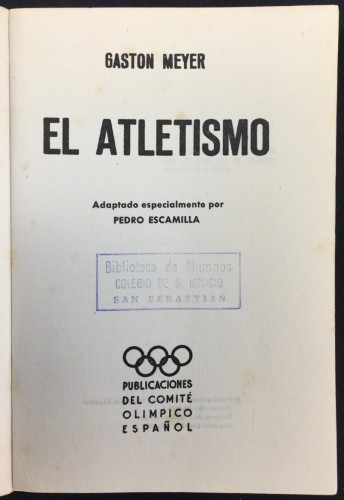 GASTON MEYER
EL ATLETISMO
Adaptado especialmente por
PEDRO ESCAMILLA
Biblioteca de Alumnos
COLEGIO DE S. IGNACIO
SAN SEBASTIAN
PUBLICACIONES
DEL COMITÉ
OLIMPICO
ESPAÑOL